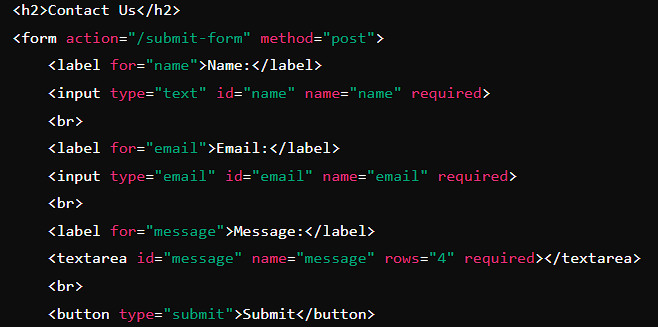 <h2>Contact Us</h2>
<form action="/submit-form" method="post">
<label for="name">Name:</label>
<input type="text" id="name" name="name" required>
<br>
<label for="email">Email:</label>
<input type="email" id="email" name="email" required>
<br>
<label for="message">Message:</label>
<textarea id="message" name="message" rows="4" required></textarea>
<br>
<button type="submit">Submit</button>